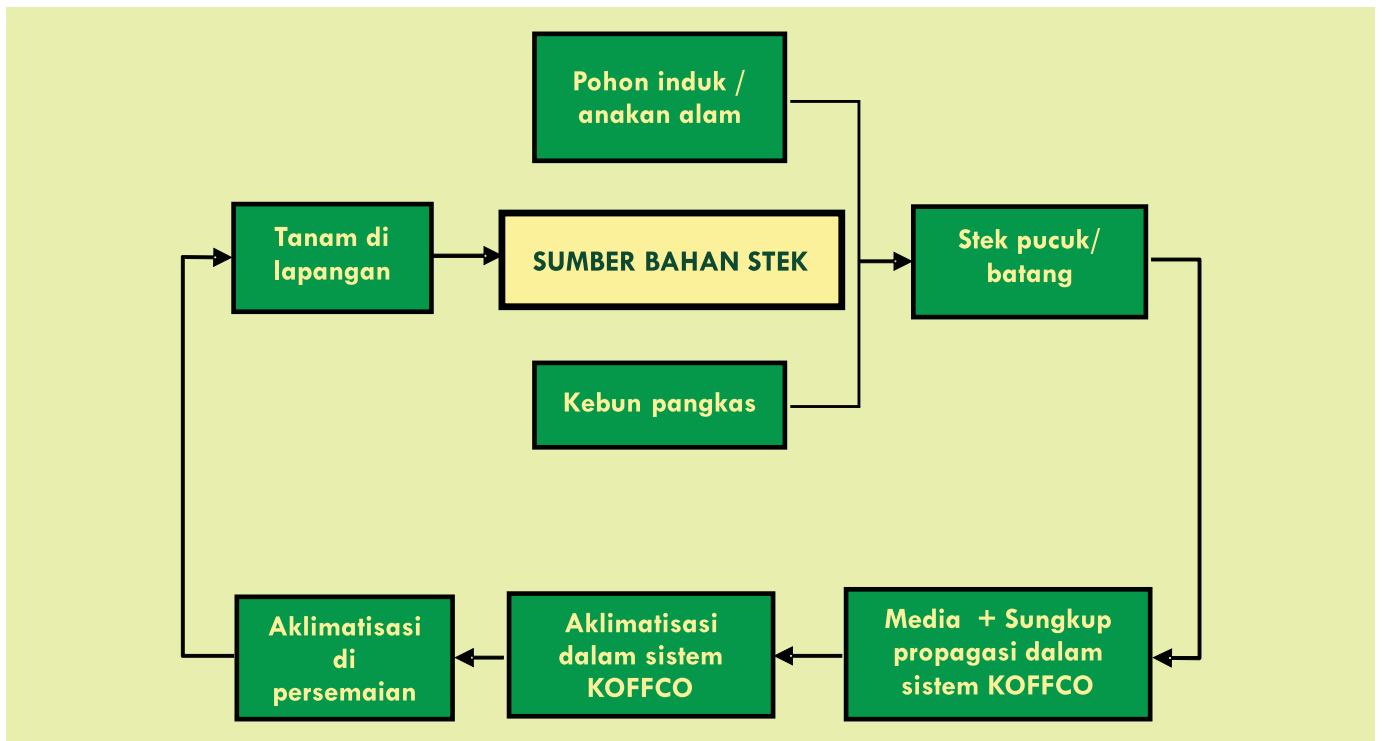 Pohon induk /
anakan alam
Tanam di
lapangan
SUMBER BAHAN STEK
Stek pucuk/
batang
Kebun pangkas
Aklimatisasi
di
persemaian
Aklimatisasi
dalam sistem
KOFFCO
Media + Sungkup
propagasi dalam
sistem KOFFCO